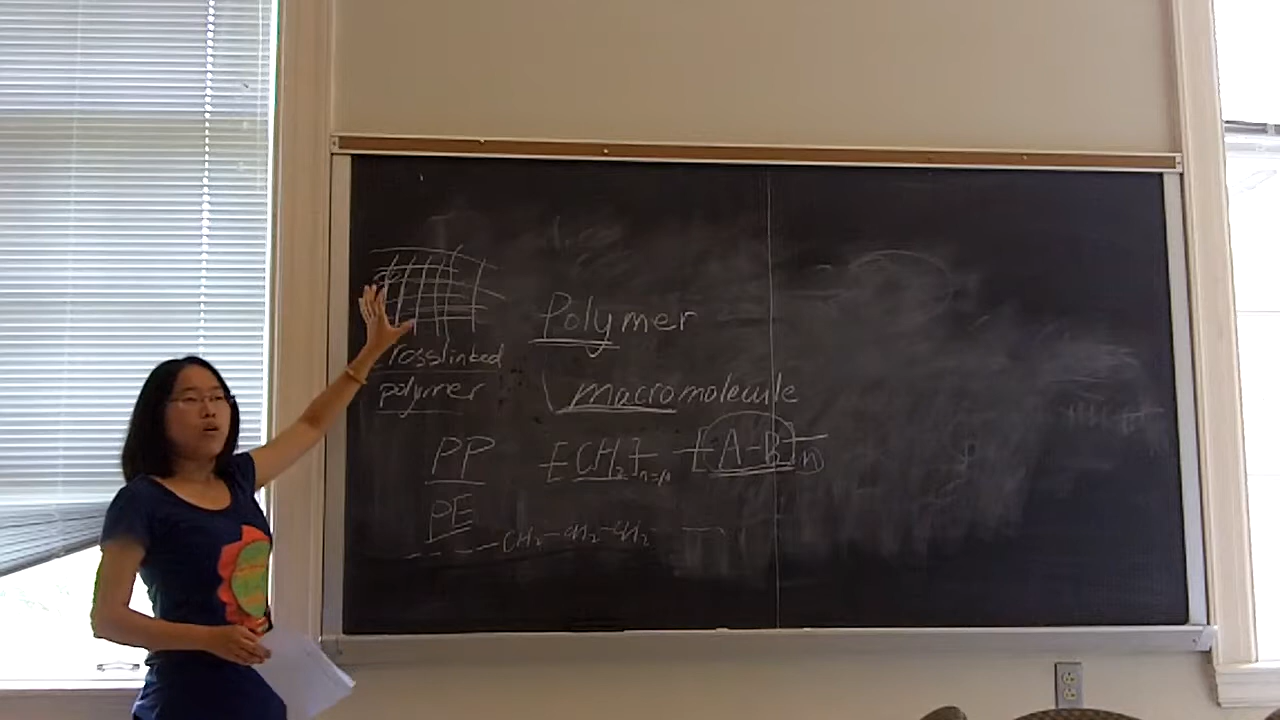 Polymer
crosslinked
polymer
macromolecule
PP
[CH₂]n=
[A-B]n
PE
--- CH₂-CH₂-CH₂ ---